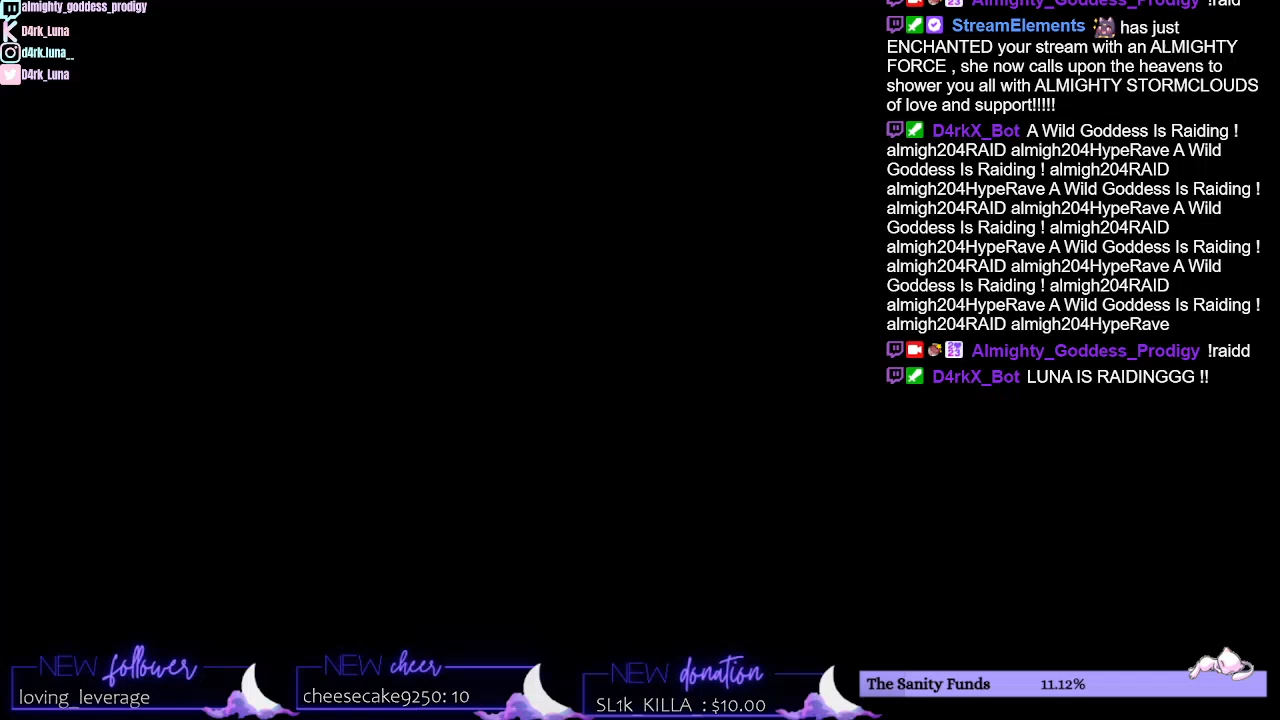 almighty_goddess_prodigy
D4rk_Luna
d4rk.luna__
D4rk_Luna
Almighty_Goddess_Prodigy !raid
StreamElements has just
ENCHANTED your stream with an ALMIGHTY
FORCE , she now calls upon the heavens to
shower you all with ALMIGHTY STORMCLOUDS
of love and support!!!!!
D4rkX_Bot A Wild Goddess Is Raiding !
almigh204RAID almigh204HypeRave A Wild
Goddess Is Raiding ! almigh204RAID
almigh204HypeRave A Wild Goddess Is Raiding !
almigh204RAID almigh204HypeRave A Wild
Goddess Is Raiding ! almigh204RAID
almigh204HypeRave A Wild Goddess Is Raiding !
almigh204RAID almigh204HypeRave A Wild
Goddess Is Raiding ! almigh204RAID
almigh204HypeRave A Wild Goddess Is Raiding !
almigh204RAID almigh204HypeRave
Almighty_Goddess_Prodigy !raidd
D4rkX_Bot LUNA IS RAIDINGGG !!
NEW follower
loving_leverage
NEW cheer
cheesecake9250: 10
NEW donation
SL1k_KILLA_: $10.00
The Sanity Funds 11.12%